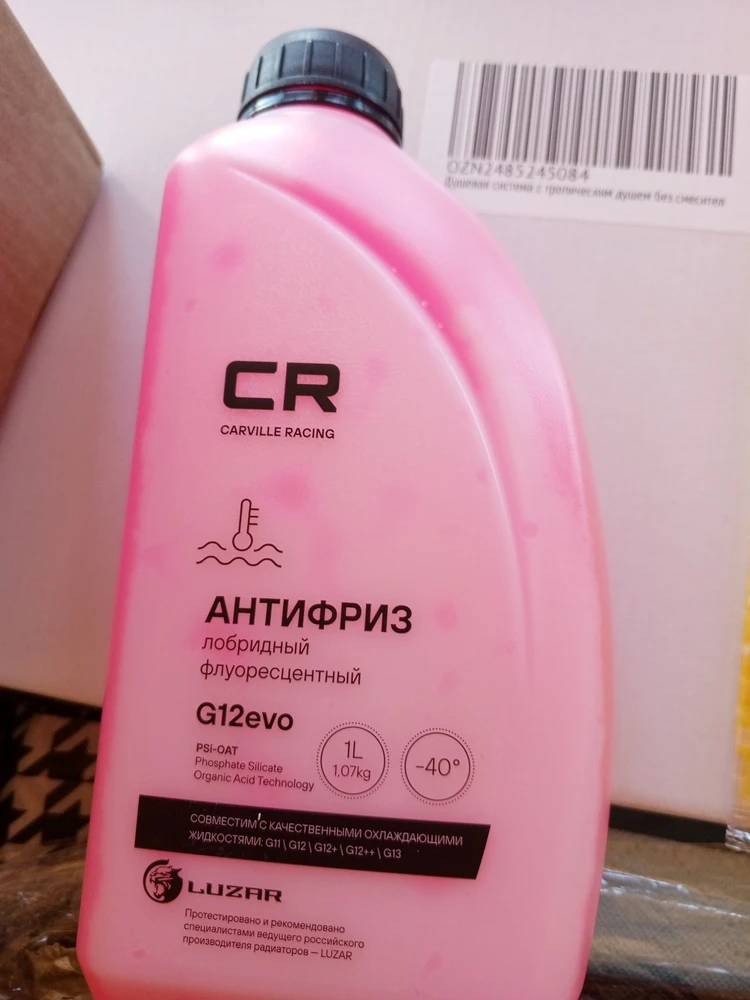 OZN2485245084
Душевая система с тропическим душем без смесител
CR
CARVILLE RACING
АНТИФРИЗ
лобридный
флуоресцентный
G12evo
PSi-OAT
Phosphate Silicate
Organic Acid Technology
1L
1,07kg
-40°
СОВМЕСТИМ С КАЧЕСТВЕННЫМИ ОХЛАЖДАЮЩИМИ
ЖИДКОСТЯМИ: G11 \ G12 \ G12+ \ G12++ \ G13
LUZAR
Протестировано и рекомендовано
специалистами ведущего российского
производителя радиаторов — LUZAR